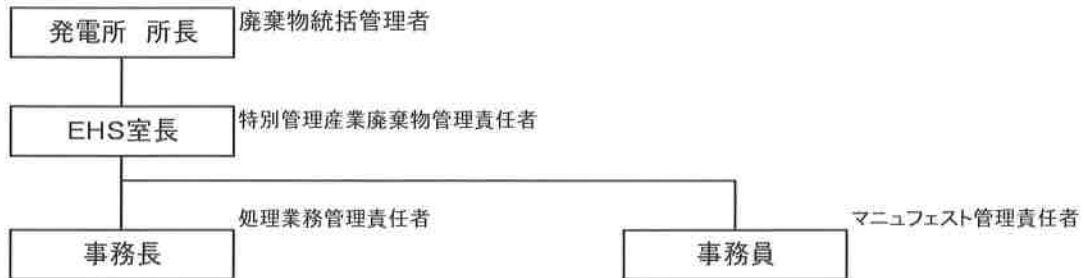 発電所 所長
廃棄物統括管理者
EHS室長
特別管理産業廃棄物管理責任者
処理業務管理責任者
マニュフェスト管理責任者
事務長
事務員